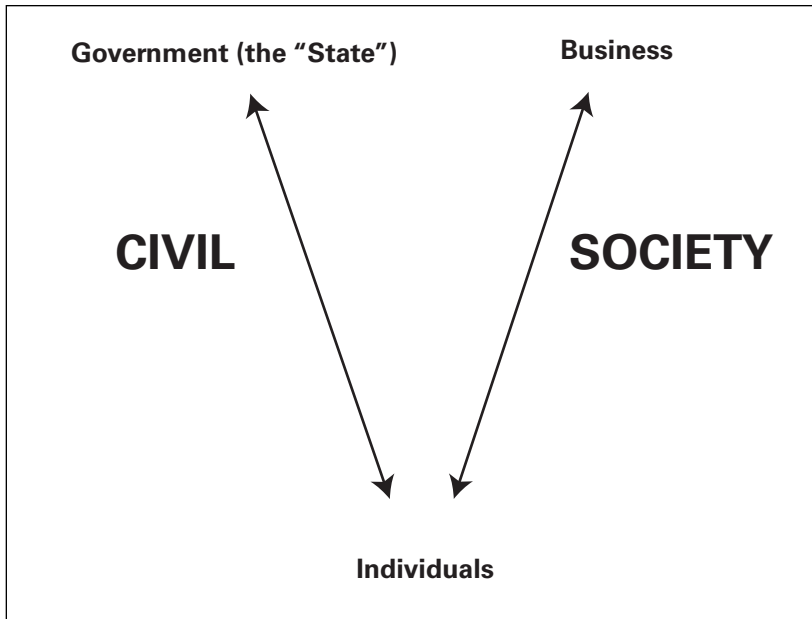 Government (the “State”)
Business
CIVIL
SOCIETY
Individuals